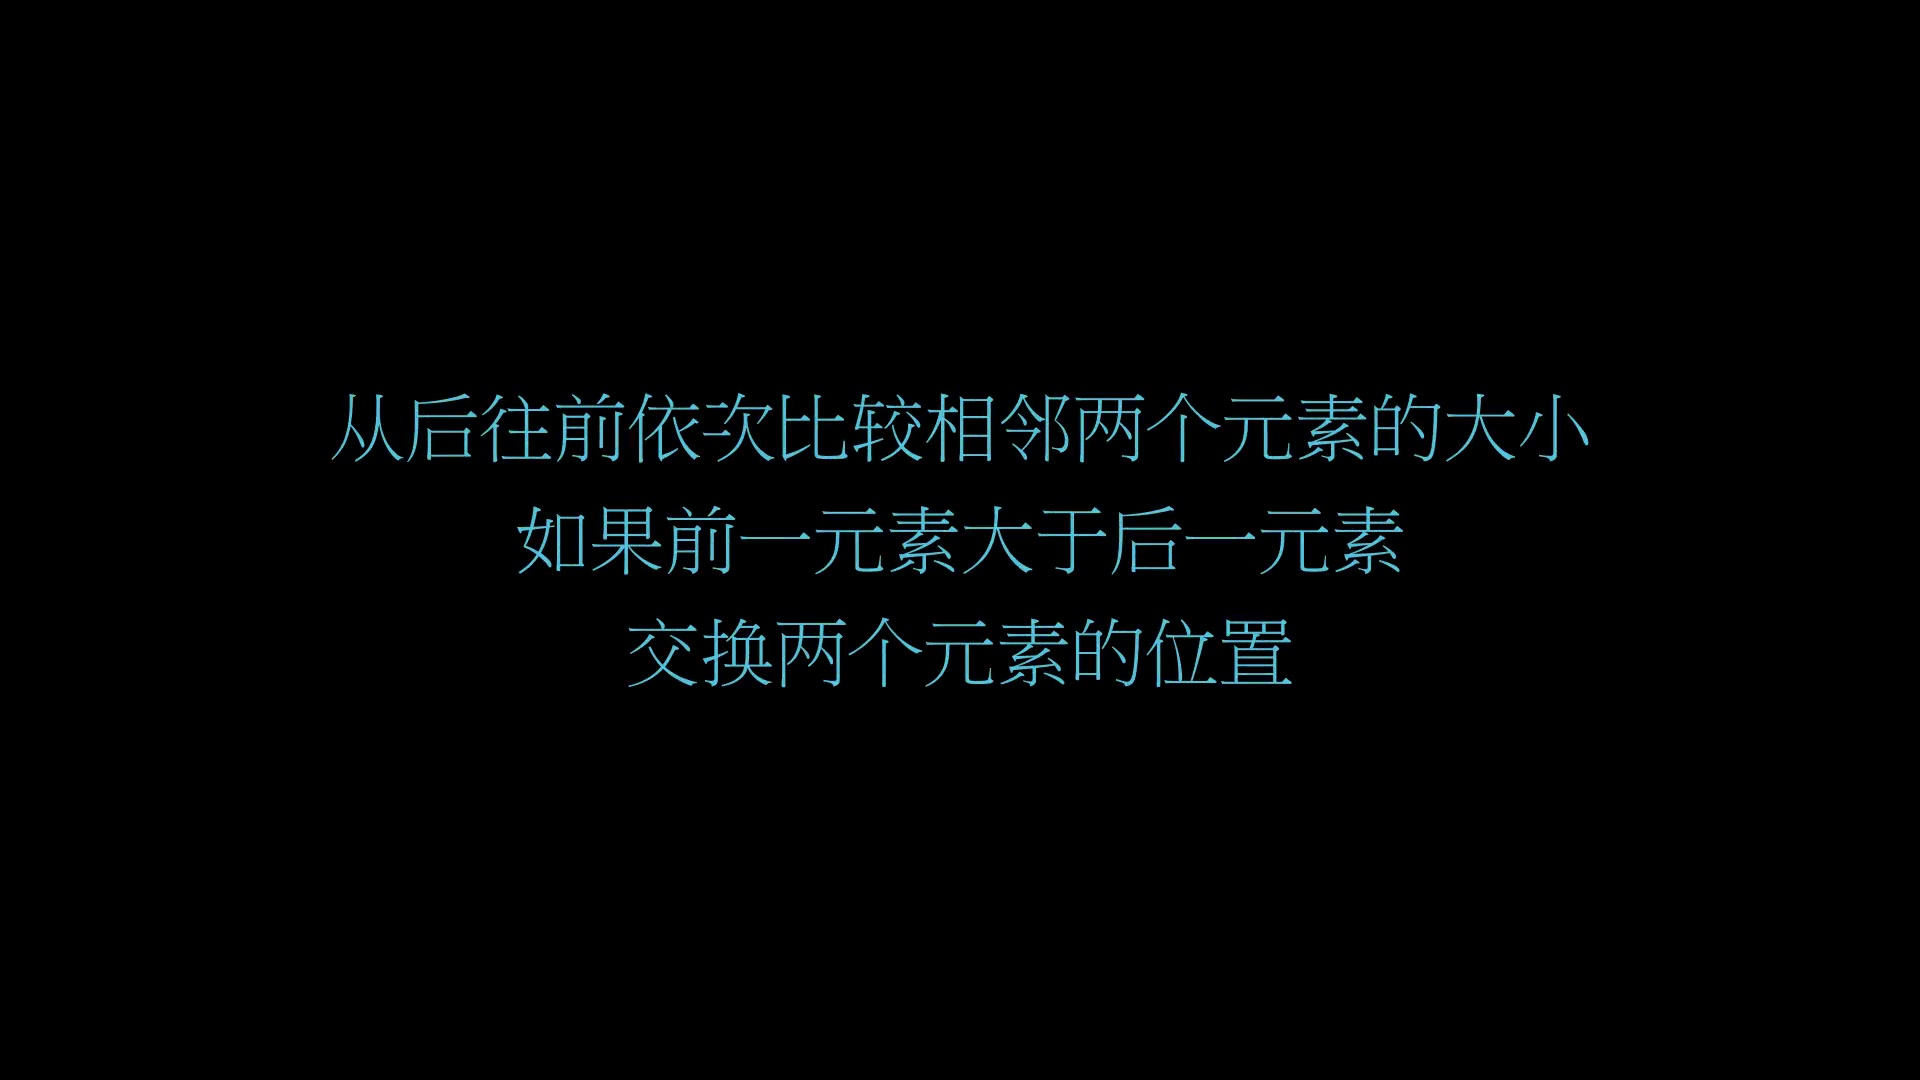 从后往前依次比较相邻两个元素的大小
如果前一元素大于后一元素
交换两个元素的位置